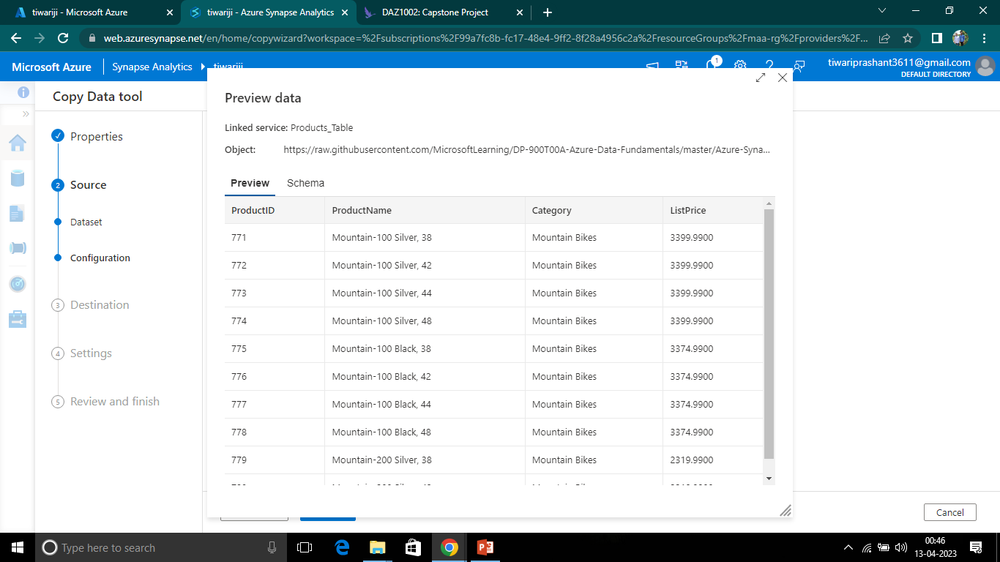 tiwariji - Microsoft Azure
tiwariji - Azure Synapse Analytics
DAZ1002: Capstone Project
web.azuresynapse.net/en/home/copywizard?workspace=%2Fsubscriptions%2F99a7fc8b-fc17-48e4-9ff2-8f28a4956c2a%2FresourceGroups%2Fmaa-rg%2Fproviders%2F...
Microsoft Azure
Synapse Analytics
tiwariji
1
tiwariprashant3611@gmail.com
DEFAULT DIRECTORY
Copy Data tool
Properties
2 Source
Dataset
Configuration
3 Destination
4 Settings
5 Review and finish
Preview data
Linked service: Products_Table
Object: https://raw.githubusercontent.com/MicrosoftLearning/DP-900T00A-Azure-Data-Fundamentals/master/Azure-Syna...
Preview Schema
ProductID ProductName Category ListPrice
771 Mountain-100 Silver, 38 Mountain Bikes 3399.9900
772 Mountain-100 Silver, 42 Mountain Bikes 3399.9900
773 Mountain-100 Silver, 44 Mountain Bikes 3399.9900
774 Mountain-100 Silver, 48 Mountain Bikes 3399.9900
775 Mountain-100 Black, 38 Mountain Bikes 3374.9900
776 Mountain-100 Black, 42 Mountain Bikes 3374.9900
777 Mountain-100 Black, 44 Mountain Bikes 3374.9900
778 Mountain-100 Black, 48 Mountain Bikes 3374.9900
779 Mountain-200 Silver, 38 Mountain Bikes 2319.9900
Cancel
Type here to search
00:46
13-04-2023